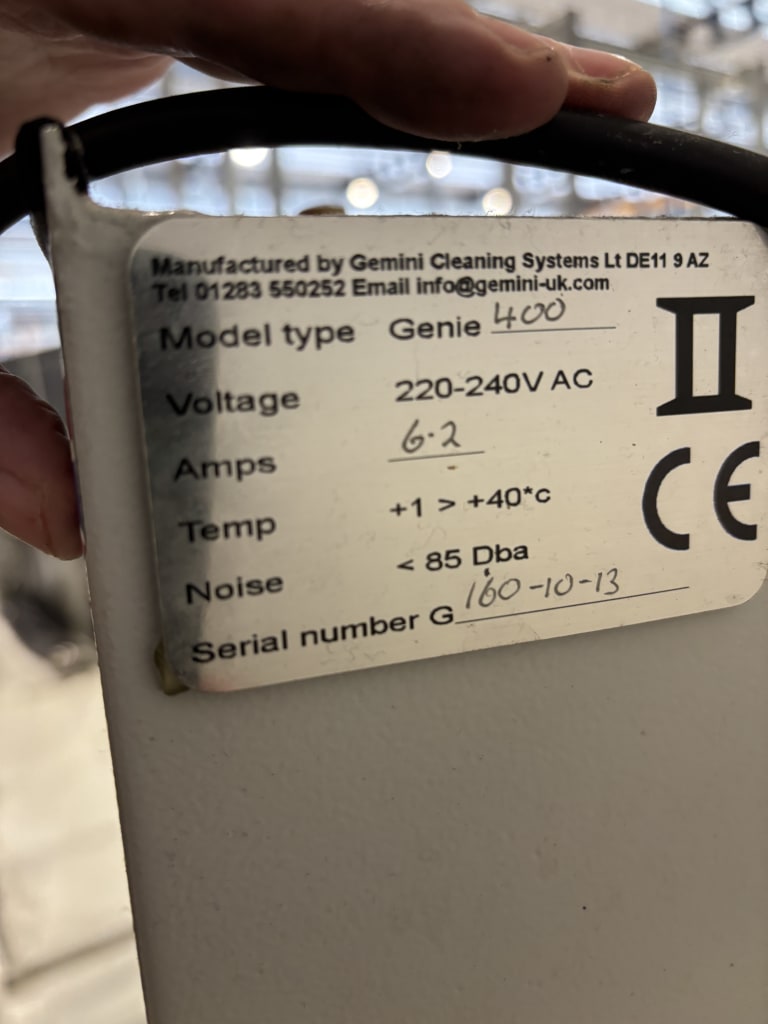 Manufactured by Gemini Cleaning Systems Lt DE11 9 AZ
Tel 01283 550252 Email info@gemini-uk.com
Model type Genie 400
Voltage 220-240V AC
Amps 6.2
Temp +1 > +40*c
Noise < 85 Dba
Serial number G 160-10-13
II
CE